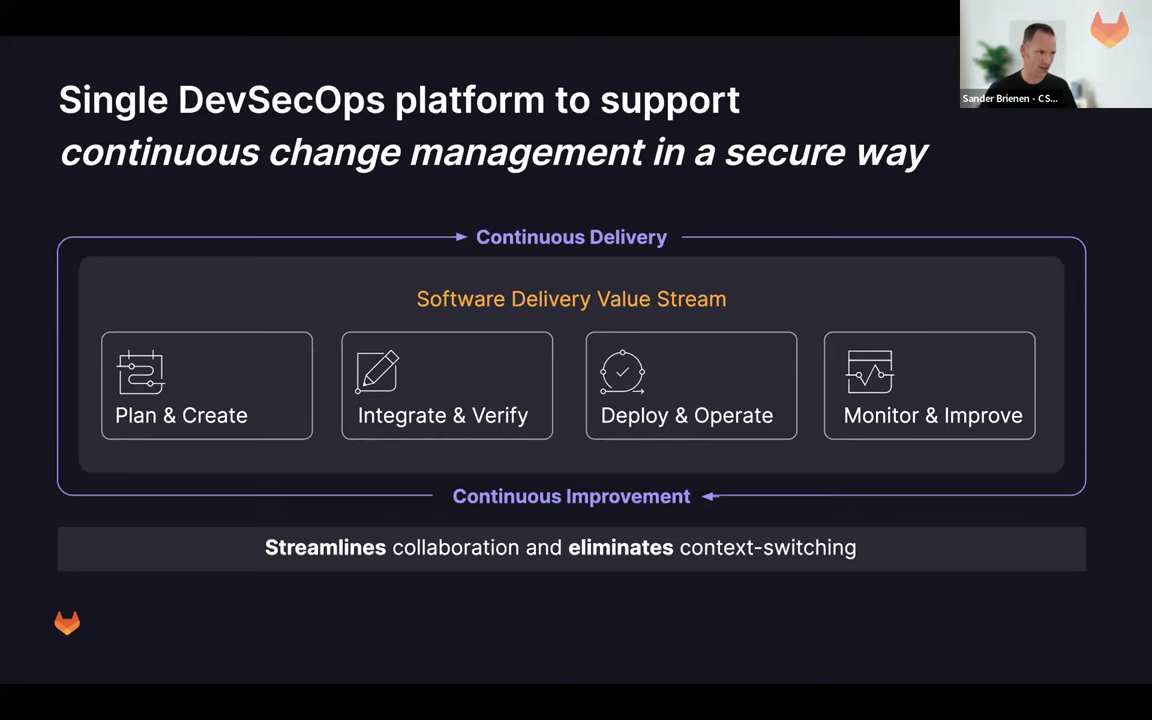 Single DevSecOps platform to support
continuous change management in a secure way
Sander Brienen - CS...
Continuous Delivery
Software Delivery Value Stream
Plan & Create
Integrate & Verify
Deploy & Operate
Monitor & Improve
Continuous Improvement
Streamlines collaboration and eliminates context-switching